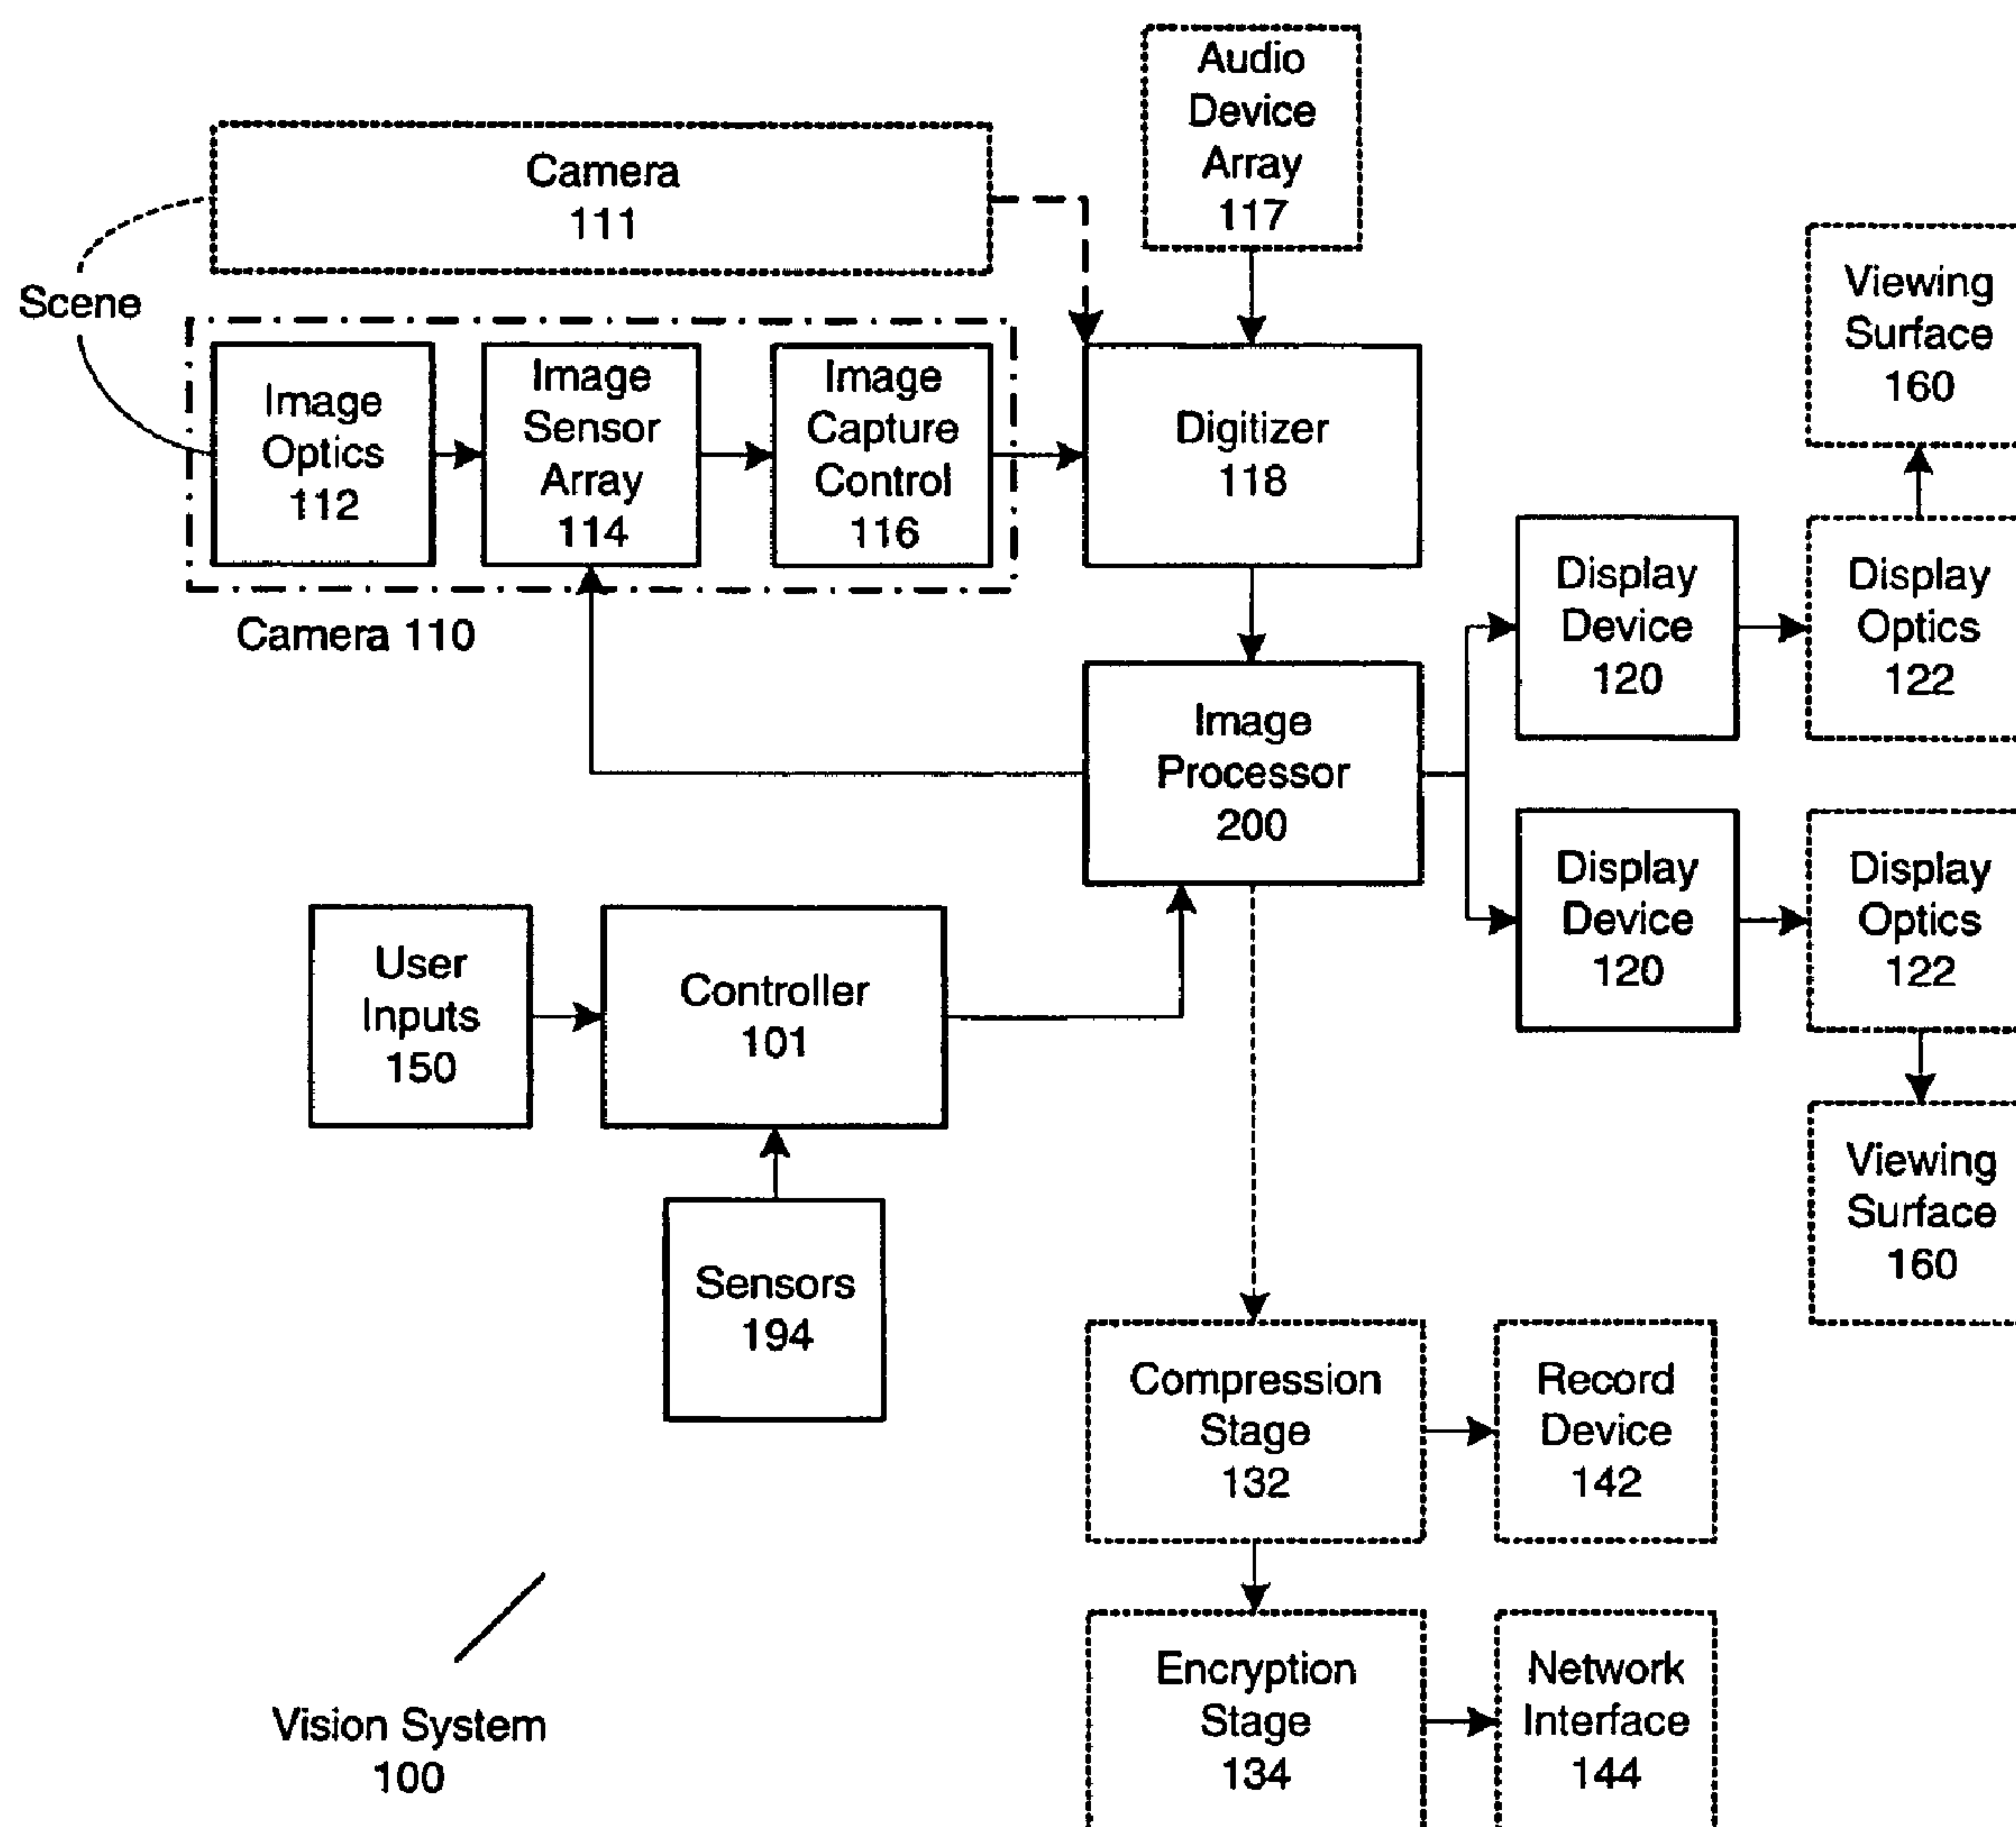 Audio
Device
Array
117
Camera
111
Scene
Viewing
Surface
160
Image
Optics
112
Image
Sensor
Array
114
Image
Capture
Control
116
Digitizer
118
Camera 110
Display
Device
120
Display
Optics
122
Image
Processor
200
Display
Device
120
Display
Optics
122
User
Inputs
150
Controller
101
Viewing
Surface
160
Sensors
194
Compression
Stage
132
Record
Device
142
Encryption
Stage
134
Network
Interface
144
Vision System
100